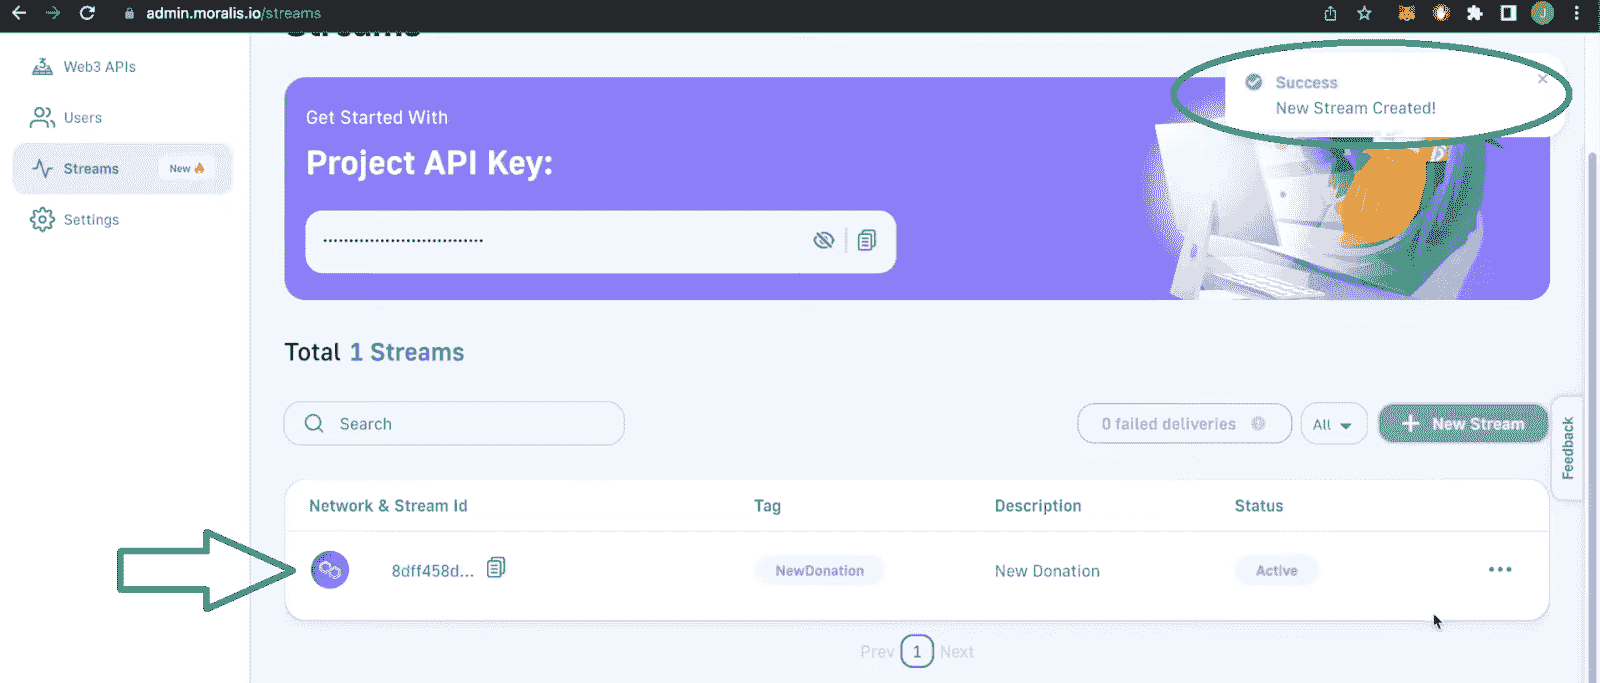 admin.moralis.io/streams
Streams
Web3 APIs
Users
Streams New
Settings
Success
New Stream Created!
Get Started With
Project API Key:
Total 1 Streams
Search
0 failed deliveries
All
+ New Stream
Feedback
Network & Stream Id Tag Description Status
8dff458d... NewDonation New Donation Active
Prev 1 Next